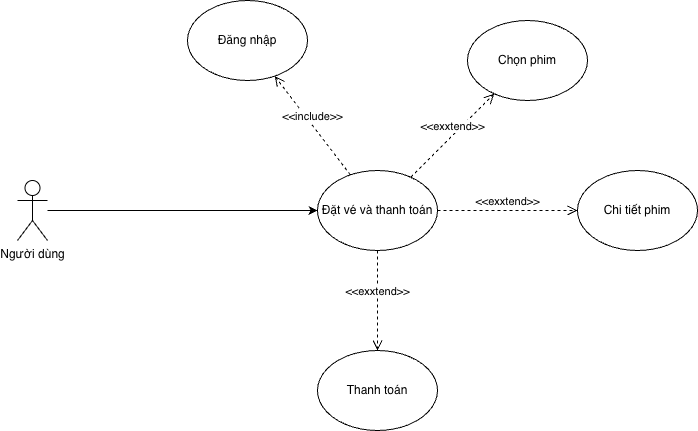 Đăng nhập
Chọn phim
<<include>>
<<exxtend>>
<<exxtend>>
Đặt vé và thanh toán
Chi tiết phim
Người dùng
<<exxtend>>
Thanh toán